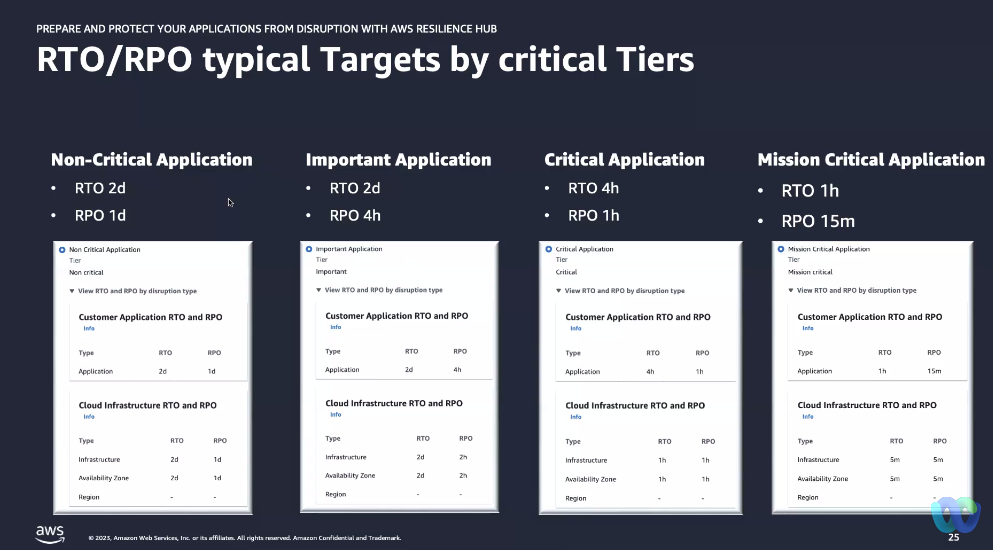 PREPARE AND PROTECT YOUR APPLICATIONS FROM DISRUPTION WITH AWS RESILIENCE HUB
RTO/RPO typical Targets by critical Tiers
Non-Critical Application
• RTO 2d
• RPO 1d
Non Critical Application
Tier
Non critical
▼ View RTO and RPO by disruption type
Customer Application RTO and RPO
Info
Type RTO RPO
Application 2d 1d
Cloud Infrastructure RTO and RPO
Info
Type RTO RPO
Infrastructure 2d 1d
Availability Zone 2d 1d
Region - -
Important Application
• RTO 2d
• RPO 4h
Important Application
Tier
Important
▼ View RTO and RPO by disruption type
Customer Application RTO and RPO
Info
Type RTO RPO
Application 2d 4h
Cloud Infrastructure RTO and RPO
Info
Type RTO RPO
Infrastructure 2d 2h
Availability Zone 2d 2h
Region - -
Critical Application
• RTO 4h
• RPO 1h
Critical Application
Tier
Critical
▼ View RTO and RPO by disruption type
Customer Application RTO and RPO
Info
Type RTO RPO
Application 4h 1h
Cloud Infrastructure RTO and RPO
Info
Type RTO RPO
Infrastructure 1h 1h
Availability Zone 1h 1h
Region - -
Mission Critical Application
• RTO 1h
• RPO 15m
Mission Critical Application
Tier
Mission critical
▼ View RTO and RPO by disruption type
Customer Application RTO and RPO
Info
Type RTO RPO
Application 1h 15m
Cloud Infrastructure RTO and RPO
Info
Type RTO RPO
Infrastructure 5m 5m
Availability Zone 5m 5m
Region -
aws
© 2023, Amazon Web Services, Inc. or its affiliates. All rights reserved. Amazon Confidential and Trademark.
25